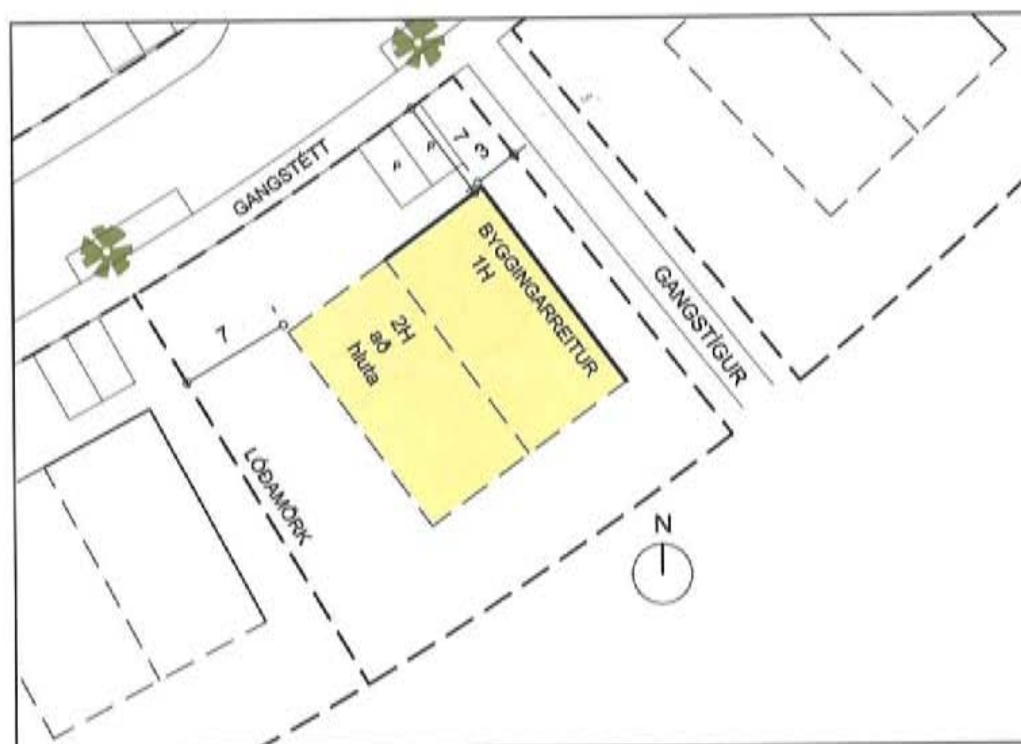 GANGSTÉTT
7
3
BYGGINGARREITUR
1H
GANGSTÍGUR
7
2H
að
hluta
LÓÐAMÖRK
N